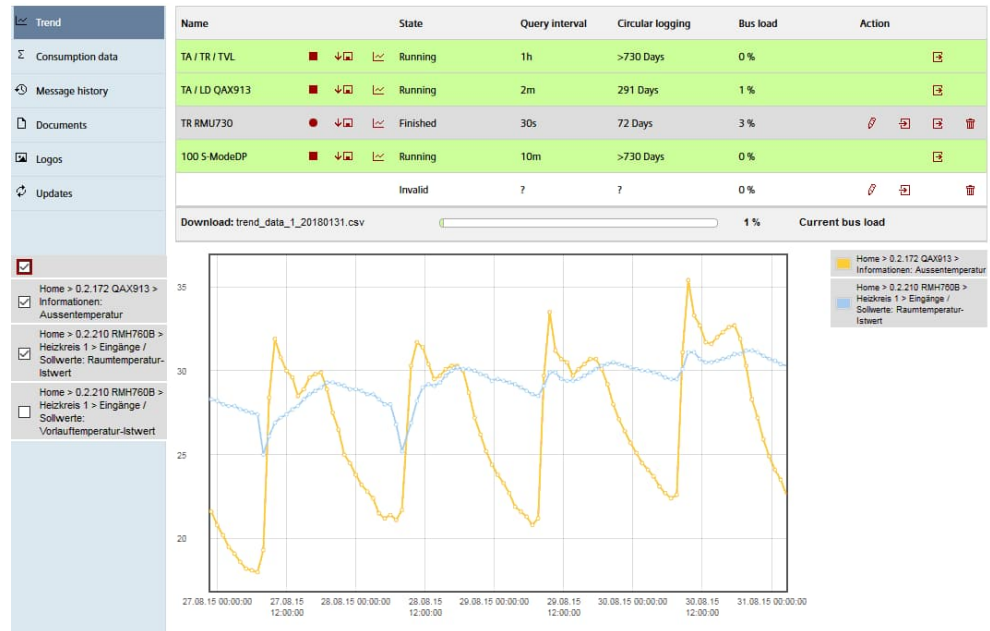 Trend
Consumption data
Message history
Documents
Logos
Updates
Name State Query interval Circular logging Bus load Action
TA / TR / TVL Running 1h >730 Days 0 %
TA / LD QAX913 Running 2m 291 Days 1 %
TR RMU730 Finished 30s 72 Days 3 %
100 S-ModeDP Running 10m >730 Days 0 %
Invalid ? ? 0 %
Download: trend_data_1_20180131.csv 1 % Current bus load
Home > 0.2.172 QAX913 >
Informationen:
Aussentemperatur
Home > 0.2.210 RMH760B >
Heizkreis 1 > Eingänge /
Sollwerte: Raumtemperatur-
Istwert
Home > 0.2.210 RMH760B >
Heizkreis 1 > Eingänge /
Sollwerte:
Vorlauftemperatur-Istwert
35
30
25
20
27.08.15 00:00:00
27.08.15
12:00:00
28.08.15 00:00:00
28.08.15
12:00:00
29.08.15 00:00:00
29.08.15
12:00:00
30.08.15 00:00:00
30.08.15
12:00:00
31.08.15 00:00:00
Home > 0.2.172 QAX913 >
Informationen: Aussentemperatur
Home > 0.2.210 RMH760B >
Heizkreis 1 > Eingänge /
Sollwerte: Raumtemperatur-
Istwert